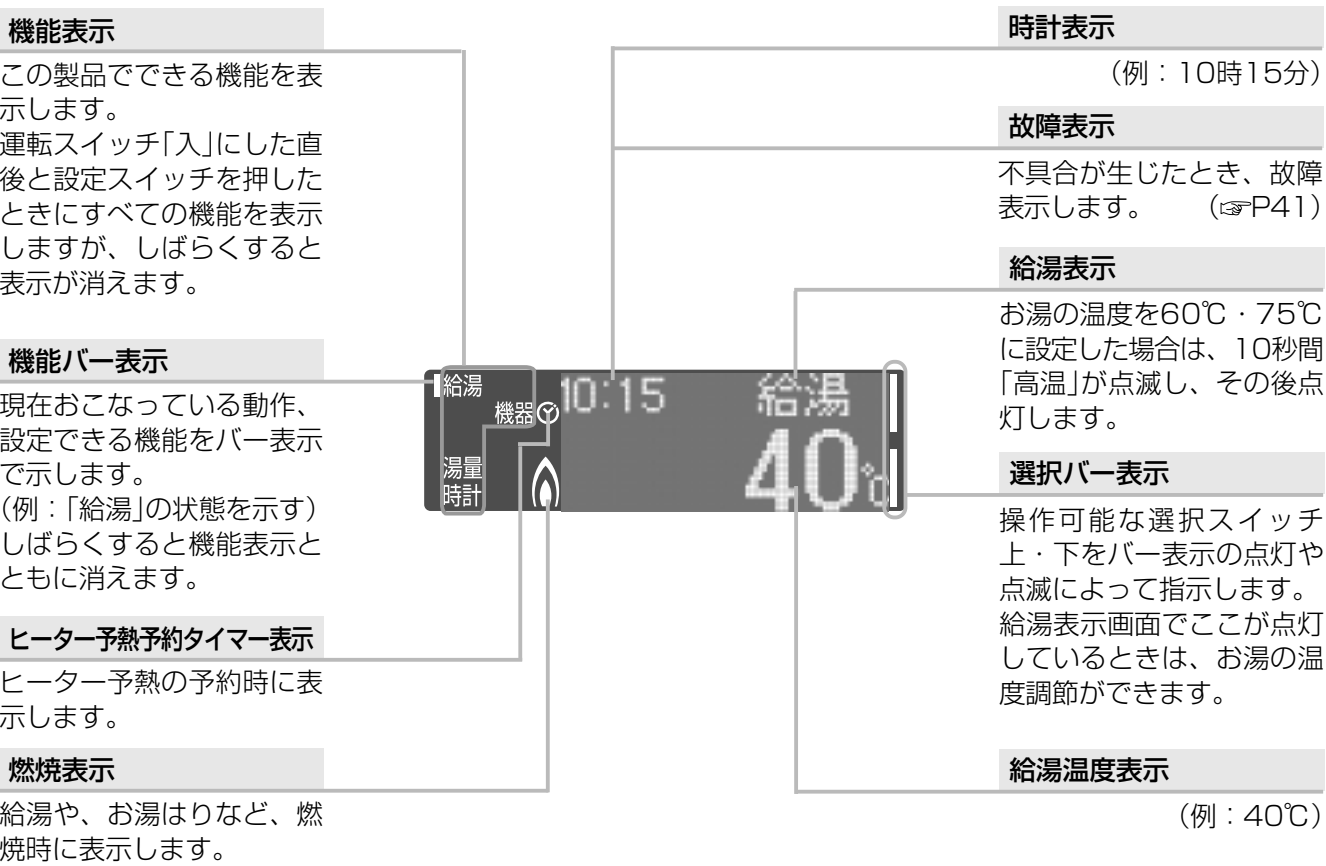 機能表示
この製品でできる機能を表
示します。
運転スイッチ「入」にした直
後と設定スイッチを押した
ときにすべての機能を表示
しますが、しばらくすると
表示が消えます。
機能バー表示
現在おこなっている動作、
設定できる機能をバー表示
で示します。
(例：「給湯」の状態を示す)
しばらくすると機能表示と
ともに消えます。
ヒーター予熱予約タイマー表示
ヒーター予熱の予約時に表
示します。
燃焼表示
給湯や、お湯はりなど、燃
焼時に表示します。
給湯
機器
湯量
時計
10:15
給湯
40℃
時計表示
(例：10時15分)
故障表示
不具合が生じたとき、故障
表示します。 (☞P41)
給湯表示
お湯の温度を60℃・75℃
に設定した場合は、10秒間
「高温」が点滅し、その後点
灯します。
選択バー表示
操作可能な選択スイッチ
上・下をバー表示の点灯や
点滅によって指示します。
給湯表示画面でここが点灯
しているときは、お湯の温
度調節ができます。
給湯温度表示
(例：40℃)